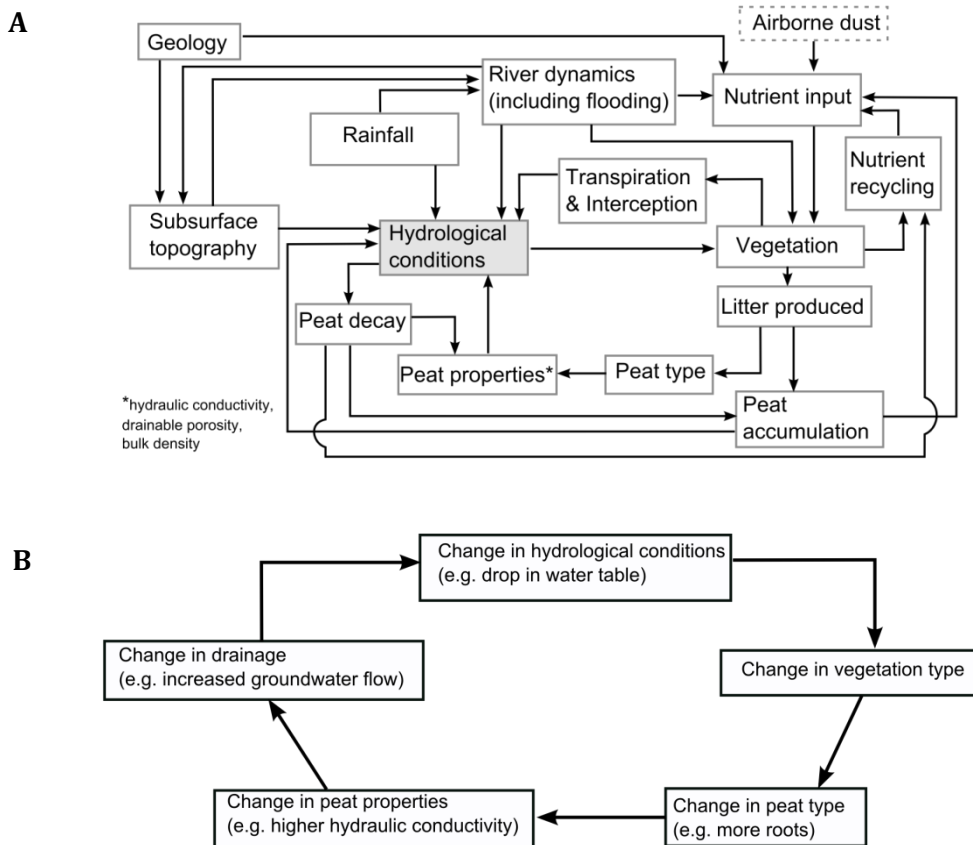 A
Geology
Airborne dust
River dynamics
(including flooding)
Nutrient input
Rainfall
Transpiration
& Interception
Nutrient
recycling
Subsurface
topography
Hydrological
conditions
Vegetation
Peat decay
Litter produced
Peat properties*
Peat type
*hydraulic conductivity,
drainable porosity,
bulk density
Peat
accumulation
B
Change in hydrological conditions
(e.g. drop in water table)
Change in drainage
(e.g. increased groundwater flow)
Change in vegetation type
Change in peat properties
(e.g. higher hydraulic conductivity)
Change in peat type
(e.g. more roots)